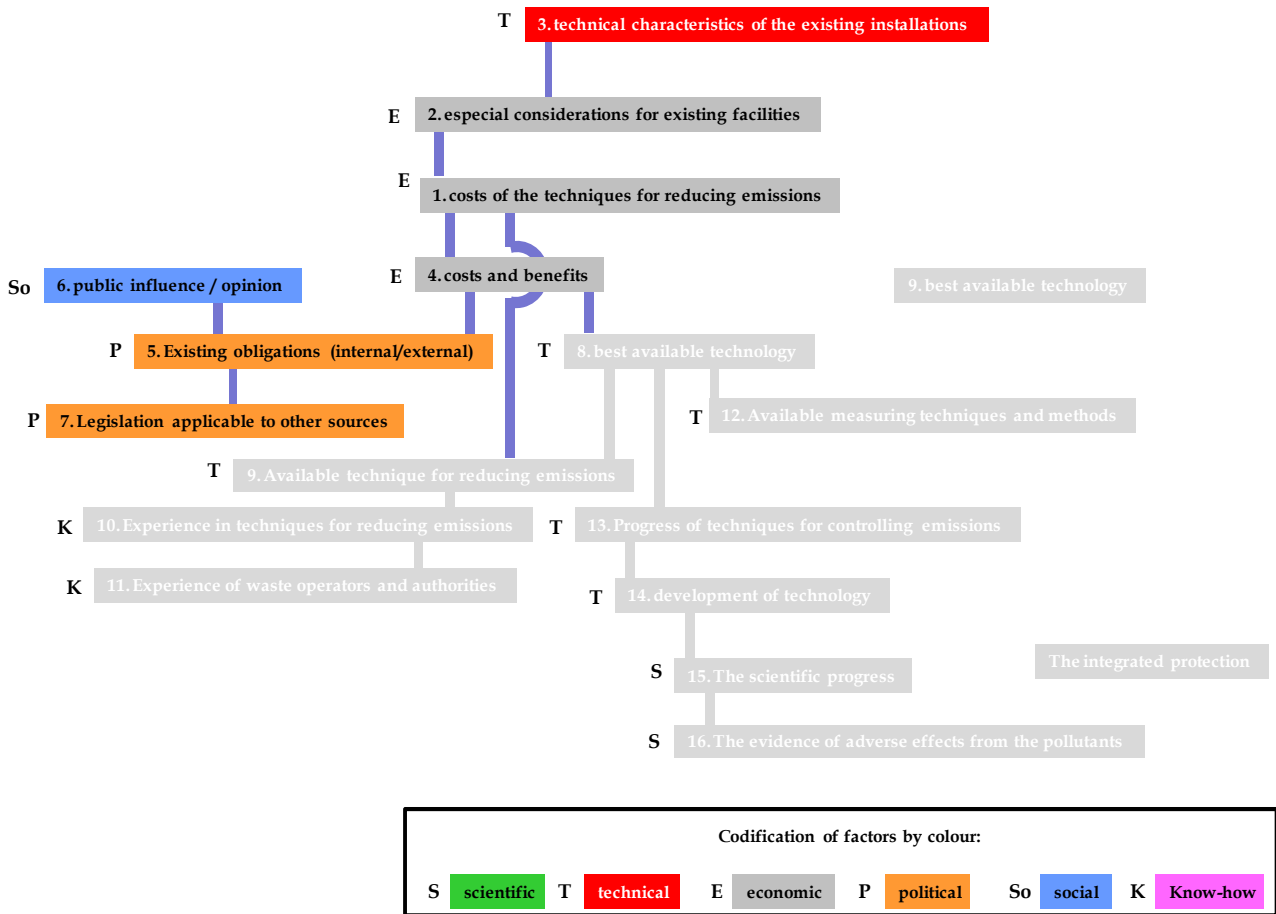 T 3. technical characteristics of the existing installations
E 2. especial considerations for existing facilities
E 1. costs of the techniques for reducing emissions
E 4. costs and benefits
So 6. public influence / opinion
9. best available technology
P 5. Existing obligations (internal/external)
T 8. best available technology
P 7. Legislation applicable to other sources
T 12. Available measuring techniques and methods
T 9. Available technique for reducing emissions
K 10. Experience in techniques for reducing emissions
T 13. Progress of techniques for controlling emissions
K 11. Experience of waste operators and authorities
T 14. development of technology
The integrated protection
S 15. The scientific progress
S 16. The evidence of adverse effects from the pollutants
Codification of factors by colour:
S scientific T technical E economic P political So social K Know-how